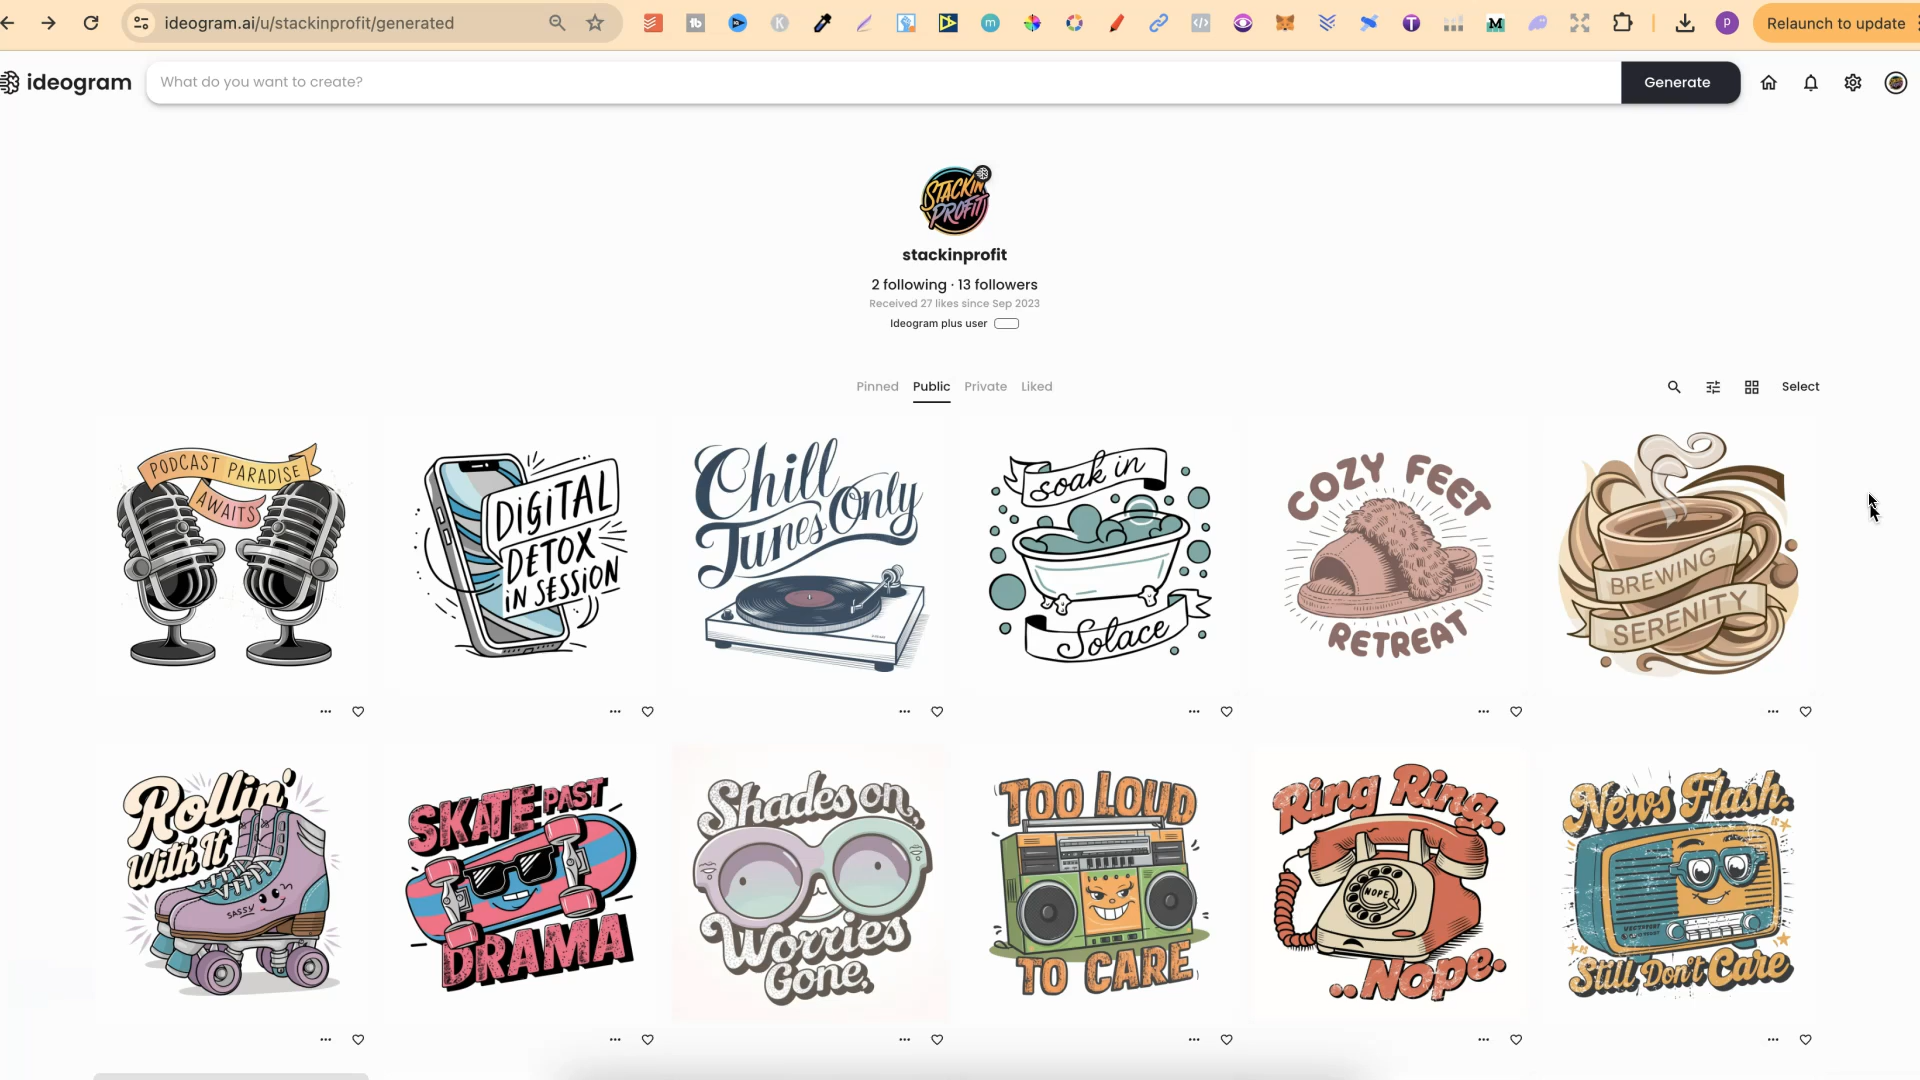 ideogram.ai/u/stackinprofit/generated
Relaunch to update
ideogram
What do you want to create?
Generate
STACKIN
PROFIT
stackinprofit
2 following · 13 followers
Received 27 likes since Sep 2023
Ideogram plus user
Pinned
Public
Private
Liked
Select
PODCAST PARADISE
AWAITS
DIGITAL
DETOX
IN SESSION
Chill
Tunes Only
soak in
Solace
COZY FEET
RETREAT
BREWING
SERENITY
Rollin'
With It
SASSY
SKATE PAST
DRAMA
Shades on,
Worries
Gone.
TOO LOUD
TO CARE
Ring Ring.
NOPE
..Nope.
News Flash.
Still Don't Care